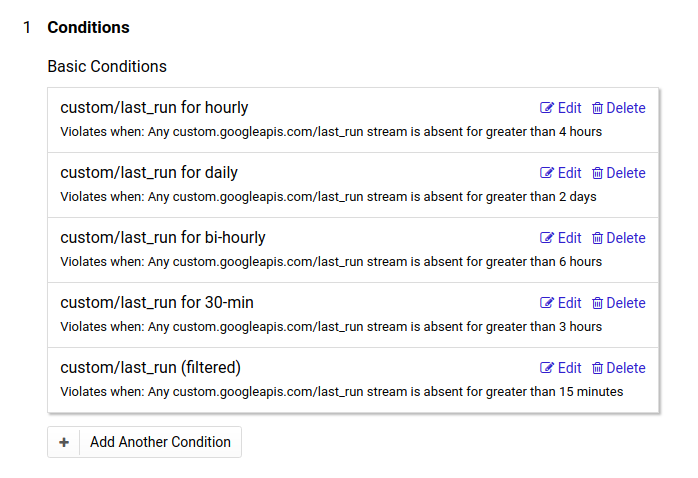 1 Conditions
Basic Conditions
custom/last_run for hourly Edit Delete
Violates when: Any custom.googleapis.com/last_run stream is absent for greater than 4 hours
custom/last_run for daily Edit Delete
Violates when: Any custom.googleapis.com/last_run stream is absent for greater than 2 days
custom/last_run for bi-hourly Edit Delete
Violates when: Any custom.googleapis.com/last_run stream is absent for greater than 6 hours
custom/last_run for 30-min Edit Delete
Violates when: Any custom.googleapis.com/last_run stream is absent for greater than 3 hours
custom/last_run (filtered) Edit Delete
Violates when: Any custom.googleapis.com/last_run stream is absent for greater than 15 minutes
+ Add Another Condition